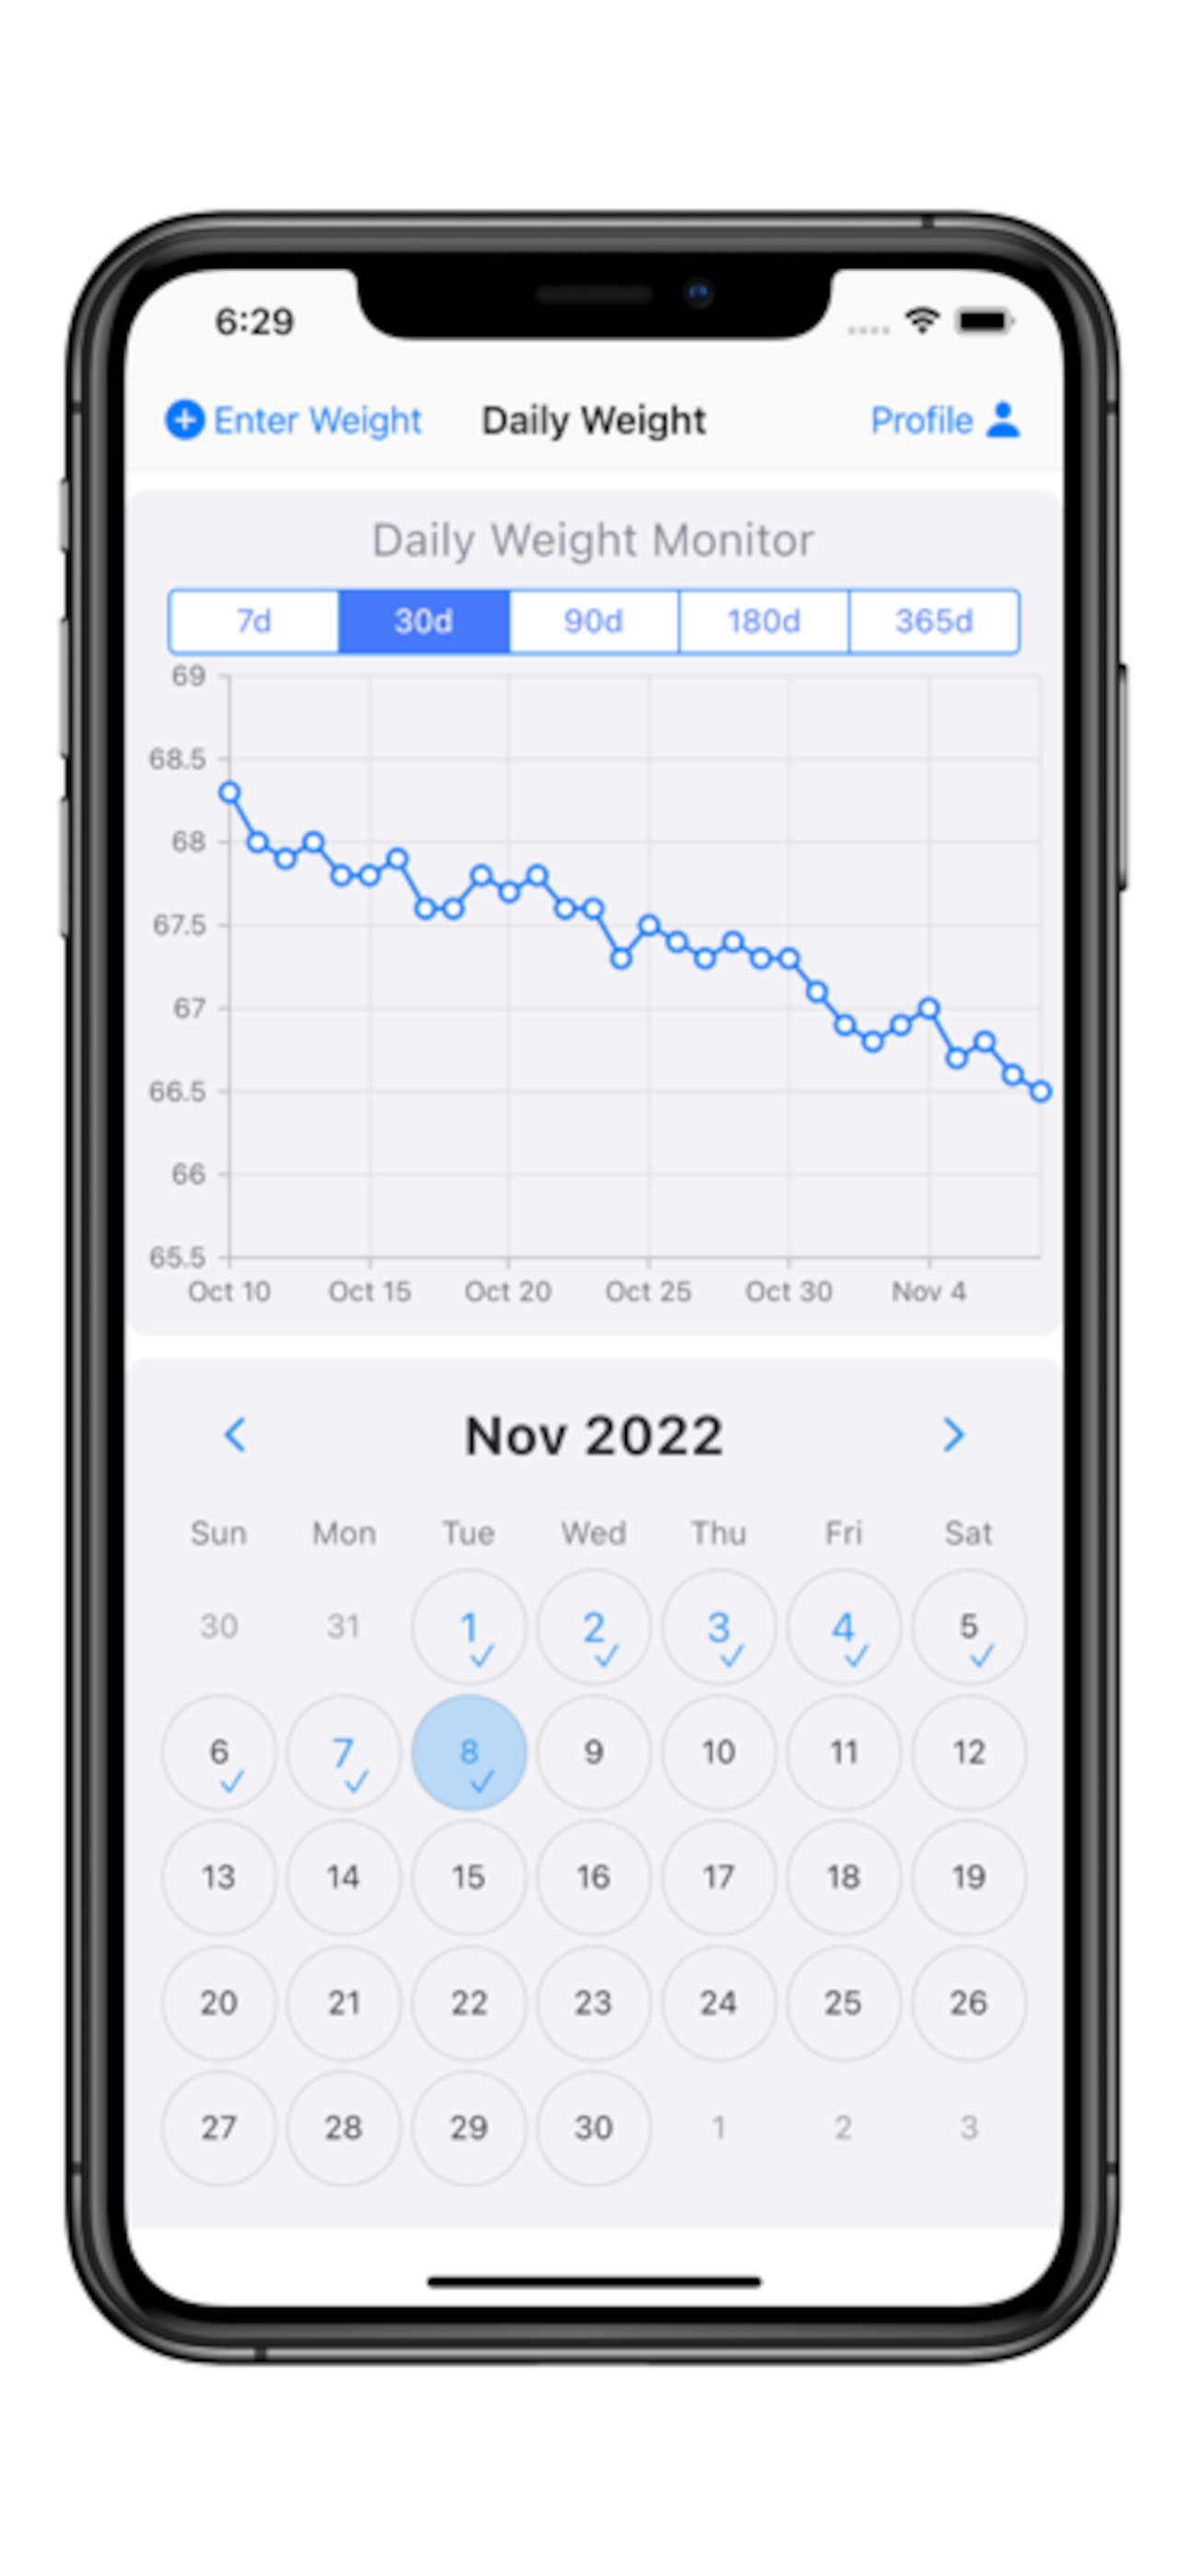 6:29
Enter Weight Daily Weight Profile
Daily Weight Monitor
7d 30d 90d 180d 365d
69
68.5
68
67.5
67
66.5
66
65.5
Oct 10 Oct 15 Oct 20 Oct 25 Oct 30 Nov 4
Nov 2022
Sun Mon Tue Wed Thu Fri Sat
30 31 1 2 3 4 5
6 7 8 9 10 11 12
13 14 15 16 17 18 19
20 21 22 23 24 25 26
27 28 29 30 1 2 3